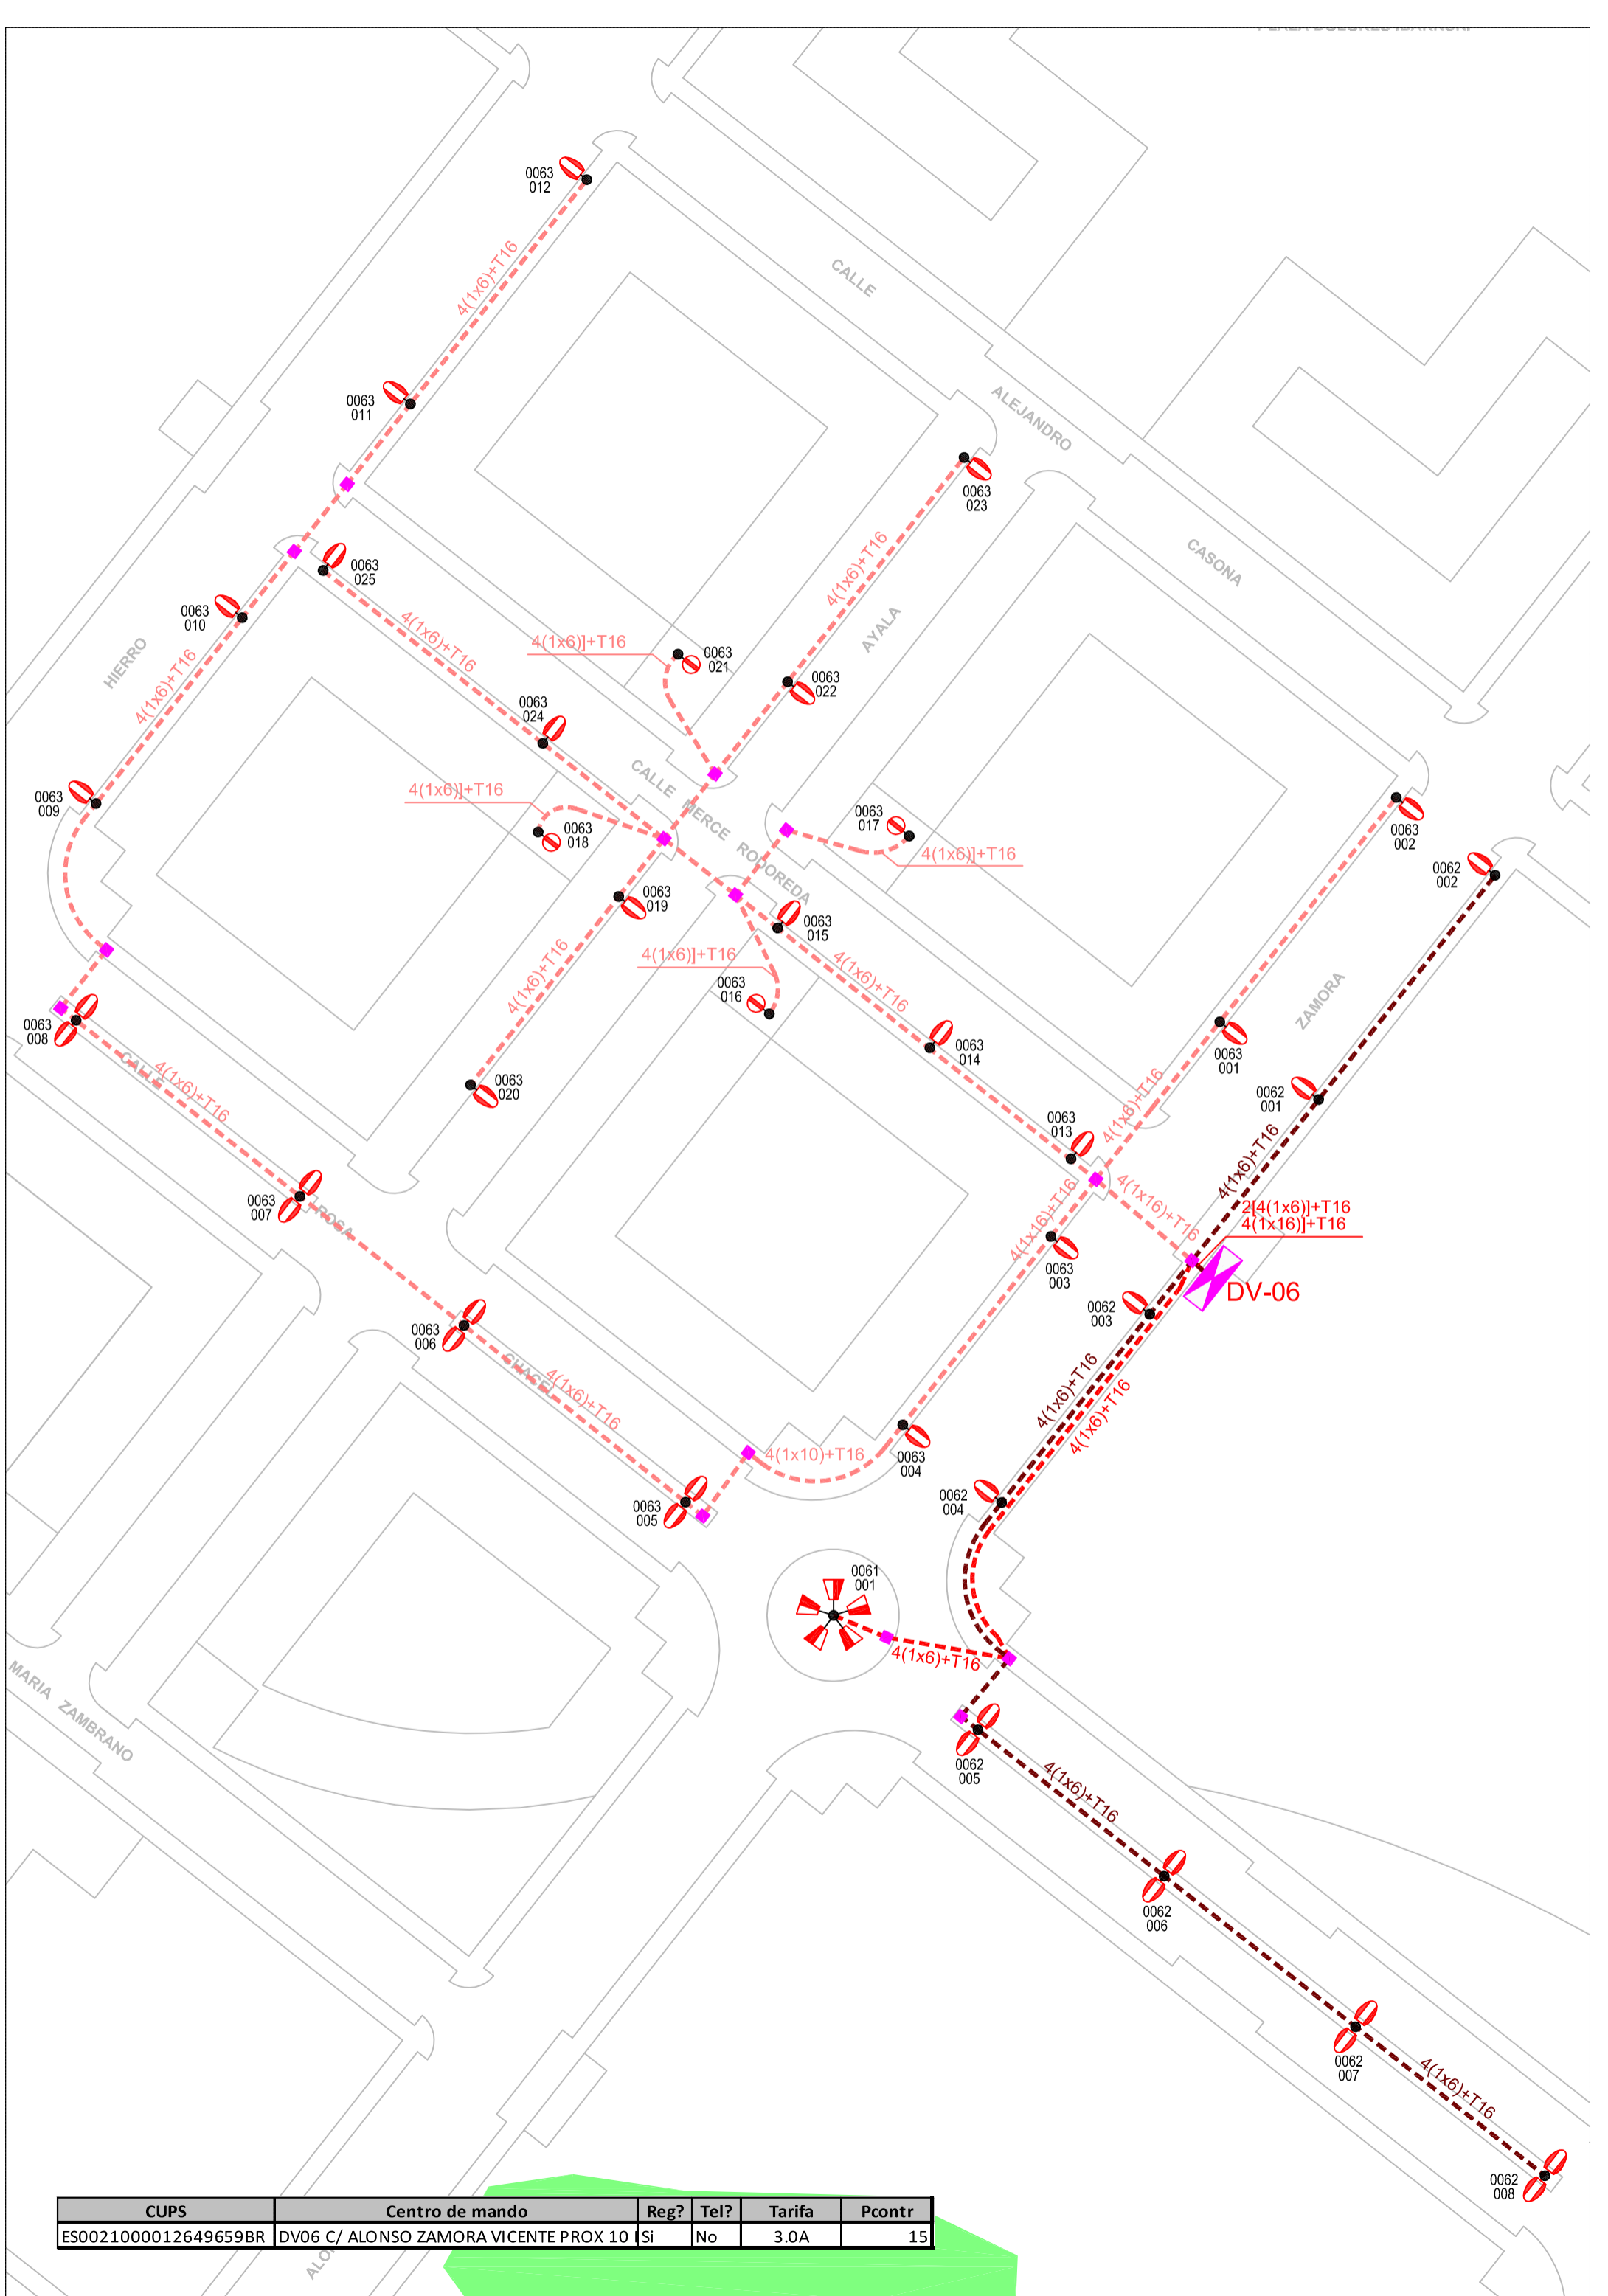 0063
012
4(1x6)+T16
CALLE
0063
011
ALEJANDRO
0063
023
CASONA
0063
025
4(1x6)+T16
0063
010
4(1x6)+T16
AYALA
HIERRO
4(1x6)]+T16
0063
021
0063
022
4(1x6)+T16
0063
024
CALLE MERCE RODOREDA
4(1x6)]+T16
0063
009
0063
018
0063
017
4(1x6)]+T16
0063
002
0062
002
0063
019
0063
015
4(1x6)]+T16
4(1x6)+T16
4(1x6)+T16
0063
016
ZAMORA
0063
008
0063
014
0063
001
CALLE
4(1x6)+T16
0063
020
0062
001
4(1x6)+T16
0063
013
4(1x6)+T16
4(1x16)+T16
2[4(1x6)]+T16
4(1x16)]+T16
0063
007
ROSA
4(1x16)+T16
0063
003
DV-06
0062
003
0063
006
CHACEL
4(1x6)+T16
4(1x6)+T16
4(1x6)+T16
4(1x10)+T16
0063
004
0063
005
0062
004
0061
001
4(1x6)+T16
MARIA ZAMBRANO
0062
005
4(1x6)+T16
0062
006
0062
007
4(1x6)+T16
0062
008
CUPS Centro de mando Reg? Tel? Tarifa Pcontr
ES0021000012649659BR DV06 C/ ALONSO ZAMORA VICENTE PROX 10 Si No 3.0A 15